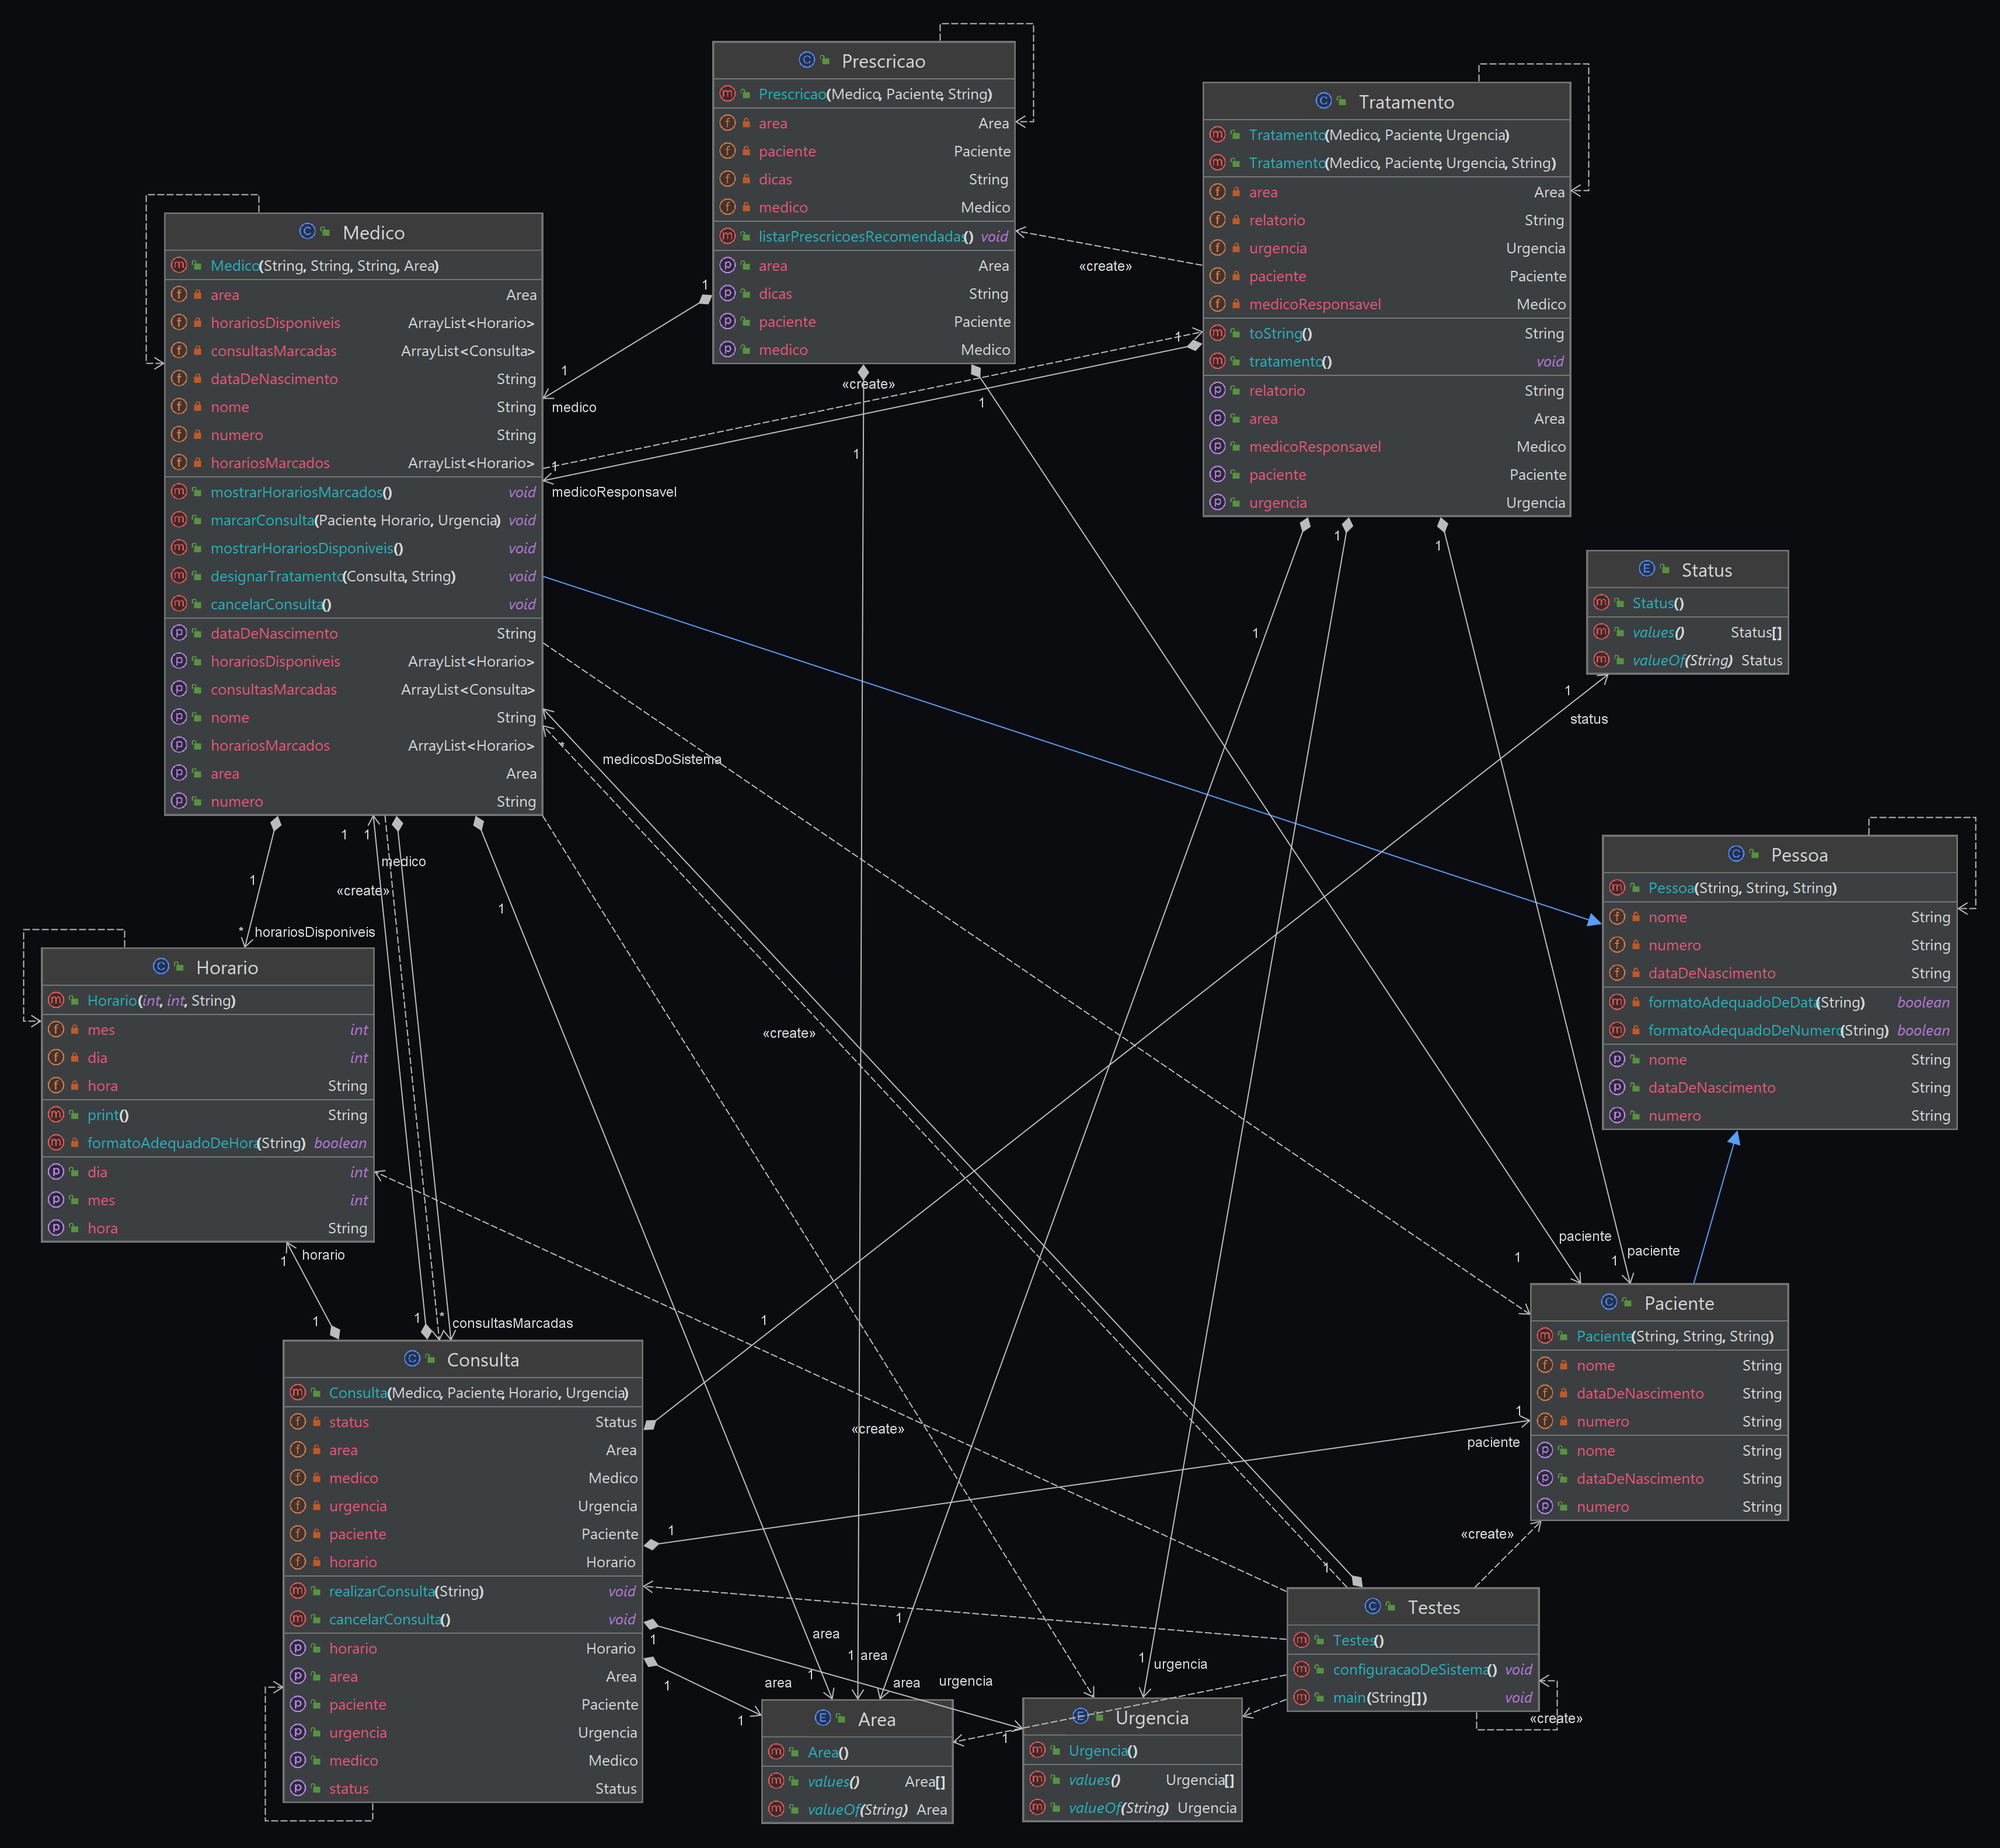 Prescricao
Prescricao(Medico, Paciente, String)
area Area
paciente Paciente
dicas String
medico Medico
listarPrescricoesRecomendadas() void
area Area
dicas String
paciente Paciente
medico Medico
Tratamento
Tratamento(Medico, Paciente, Urgencia)
Tratamento(Medico, Paciente, Urgencia, String)
area Area
relatorio String
urgencia Urgencia
paciente Paciente
medicoResponsavel Medico
toString() String
tratamento() void
relatorio String
area Area
medicoResponsavel Medico
paciente Paciente
urgencia Urgencia
Medico
Medico(String, String, String, Area)
area Area
horariosDisponiveis ArrayList<Horario>
consultasMarcadas ArrayList<Consulta>
dataDeNascimento String
nome String
numero String
horariosMarcados ArrayList<Horario>
mostrarHorariosMarcados() void
marcarConsulta(Paciente, Horario, Urgencia) void
mostrarHorariosDisponiveis() void
designarTratamento(Consulta, String) void
cancelarConsulta() void
dataDeNascimento String
horariosDisponiveis ArrayList<Horario>
consultasMarcadas ArrayList<Consulta>
nome String
horariosMarcados ArrayList<Horario>
area Area
numero String
«create»
1
1
medico
1
1
medicoResponsavel
«create»
1
1
1
1
1
Status
Status()
values() Status[]
valueOf(String) Status
1
status
*
medicosDoSistema
Pessoa
Pessoa(String, String, String)
nome String
numero String
dataDeNascimento String
formatoAdequadoDeData(String) boolean
formatoAdequadoDeNumero(String) boolean
nome String
dataDeNascimento String
numero String
1
1
medico
1
«create»
1
*
horariosDisponiveis
Horario
Horario(int, int, String)
mes int
dia int
hora String
print() String
formatoAdequadoDeHora(String) boolean
dia int
mes int
hora String
«create»
1
horario
1
1
*
consultasMarcadas
1
paciente
1
1
paciente
Consulta
Consulta(Medico, Paciente, Horario, Urgencia)
status Status
area Area
medico Medico
urgencia Urgencia
paciente Paciente
horario Horario
realizarConsulta(String) void
cancelarConsulta() void
horario Horario
area Area
paciente Paciente
urgencia Urgencia
medico Medico
status Status
Paciente
Paciente(String, String, String)
nome String
dataDeNascimento String
numero String
nome String
dataDeNascimento String
numero String
1
paciente
1
«create»
«create»
1
1
1
1
1
area
1
1 area
area
area
1
urgencia
1
1 urgencia
Testes
Testes()
configuracaoDeSistema() void
main(String[]) void
«create»
Area
Area()
values() Area[]
valueOf(String) Area
Urgencia
Urgencia()
values() Urgencia[]
valueOf(String) Urgencia